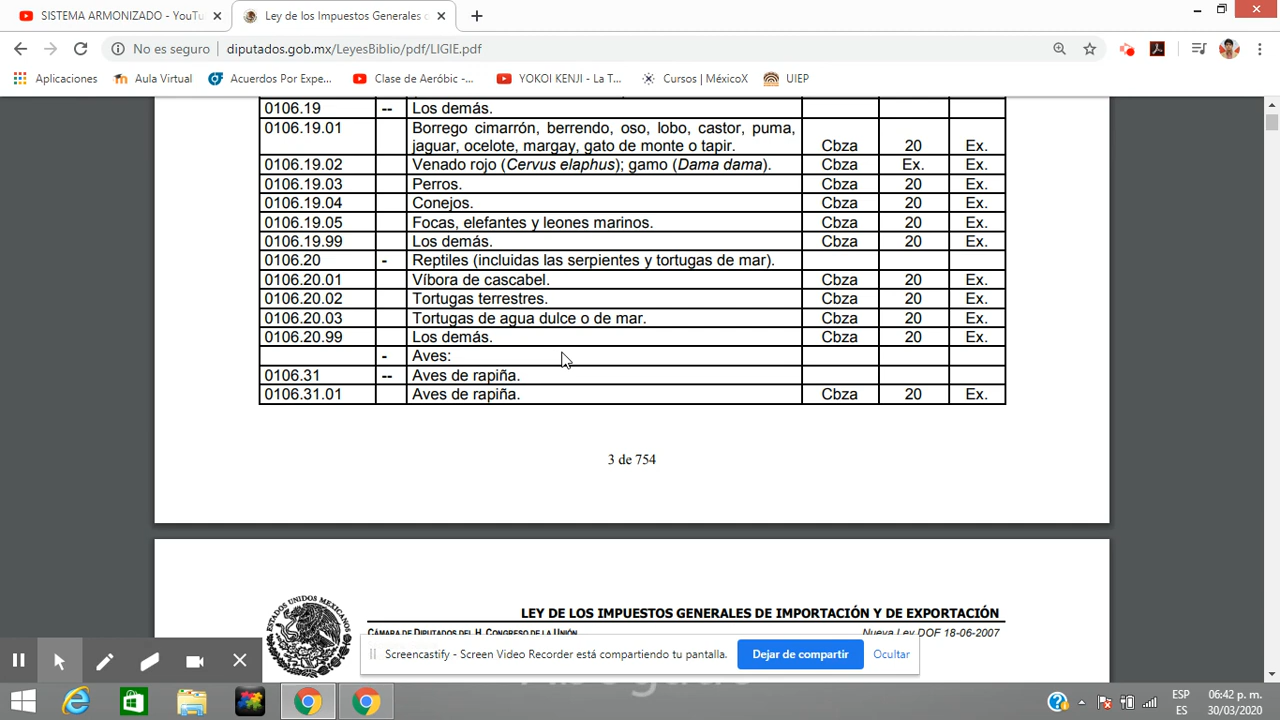 SISTEMA ARMONIZADO - YouTu
Ley de los Impuestos Generales
No es seguro
diputados.gob.mx/LeyesBiblio/pdf/LIGIE.pdf
Aplicaciones
Aula Virtual
Acuerdos Por Expe...
Clase de Aeróbic -...
YOKOI KENJI - La T...
Cursos | MéxicoX
UIEP
0106.19 -- Los demás.
0106.19.01 Borrego cimarrón, berrendo, oso, lobo, castor, puma,
jaguar, ocelote, margay, gato de monte o tapir. Cbza 20 Ex.
0106.19.02 Venado rojo (Cervus elaphus); gamo (Dama dama). Cbza Ex. Ex.
0106.19.03 Perros. Cbza 20 Ex.
0106.19.04 Conejos. Cbza 20 Ex.
0106.19.05 Focas, elefantes y leones marinos. Cbza 20 Ex.
0106.19.99 Los demás. Cbza 20 Ex.
0106.20 - Reptiles (incluidas las serpientes y tortugas de mar).
0106.20.01 Víbora de cascabel. Cbza 20 Ex.
0106.20.02 Tortugas terrestres. Cbza 20 Ex.
0106.20.03 Tortugas de agua dulce o de mar. Cbza 20 Ex.
0106.20.99 Los demás. Cbza 20 Ex.
- Aves:
0106.31 -- Aves de rapiña.
0106.31.01 Aves de rapiña. Cbza 20 Ex.
3 de 754
ESTADOS UNIDOS MEXICANOS
LEY DE LOS IMPUESTOS GENERALES DE IMPORTACIÓN Y DE EXPORTACIÓN
CÁMARA DE DIPUTADOS DEL H. CONGRESO DE LA UNIÓN
Nueva Ley DOF 18-06-2007
Screencastify - Screen Video Recorder está compartiendo tu pantalla.
Dejar de compartir
Ocultar
ESP
ES
06:42 p. m.
30/03/2020